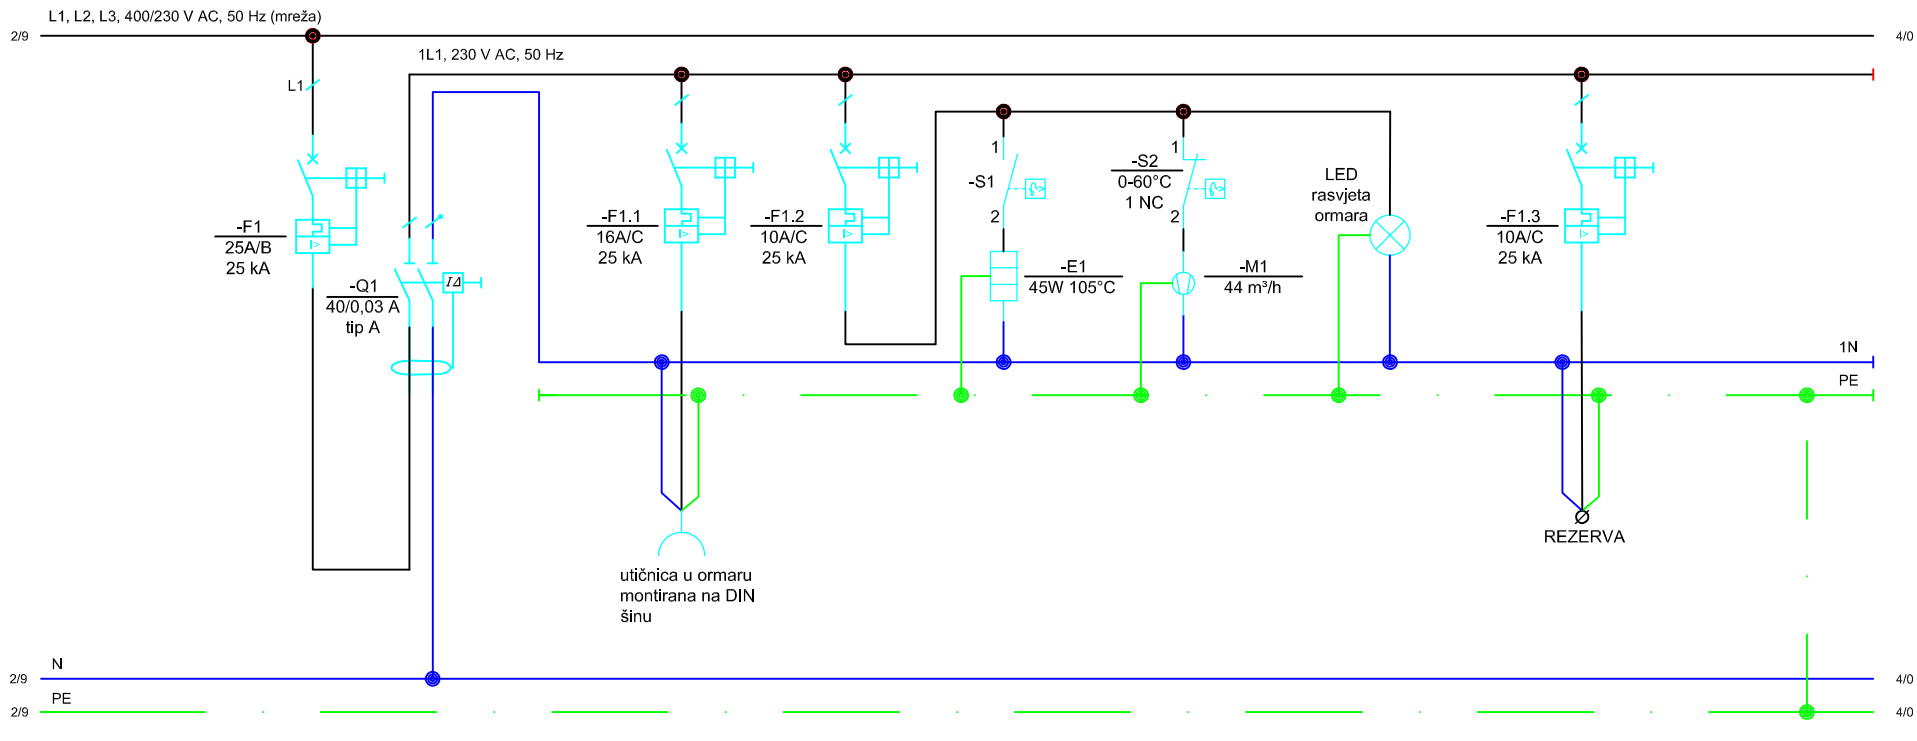 L1, L2, L3, 400/230 V AC, 50 Hz (mreža)
2/9
4/0
1L1, 230 V AC, 50 Hz
L1
-F1
25A/B
25 kA
-Q1
40/0,03 A
tip A
I∆
-F1.1
16A/C
25 kA
-F1.2
10A/C
25 kA
1
-S1
2
1
-S2
0-60°C
1 NC
2
LED
rasvjeta
ormara
-F1.3
10A/C
25 kA
-E1
45W 105°C
-M1
44 m³/h
1N
PE
utičnica u ormaru
montirana na DIN
šinu
REZERVA
N
2/9
4/0
PE
2/9
4/0